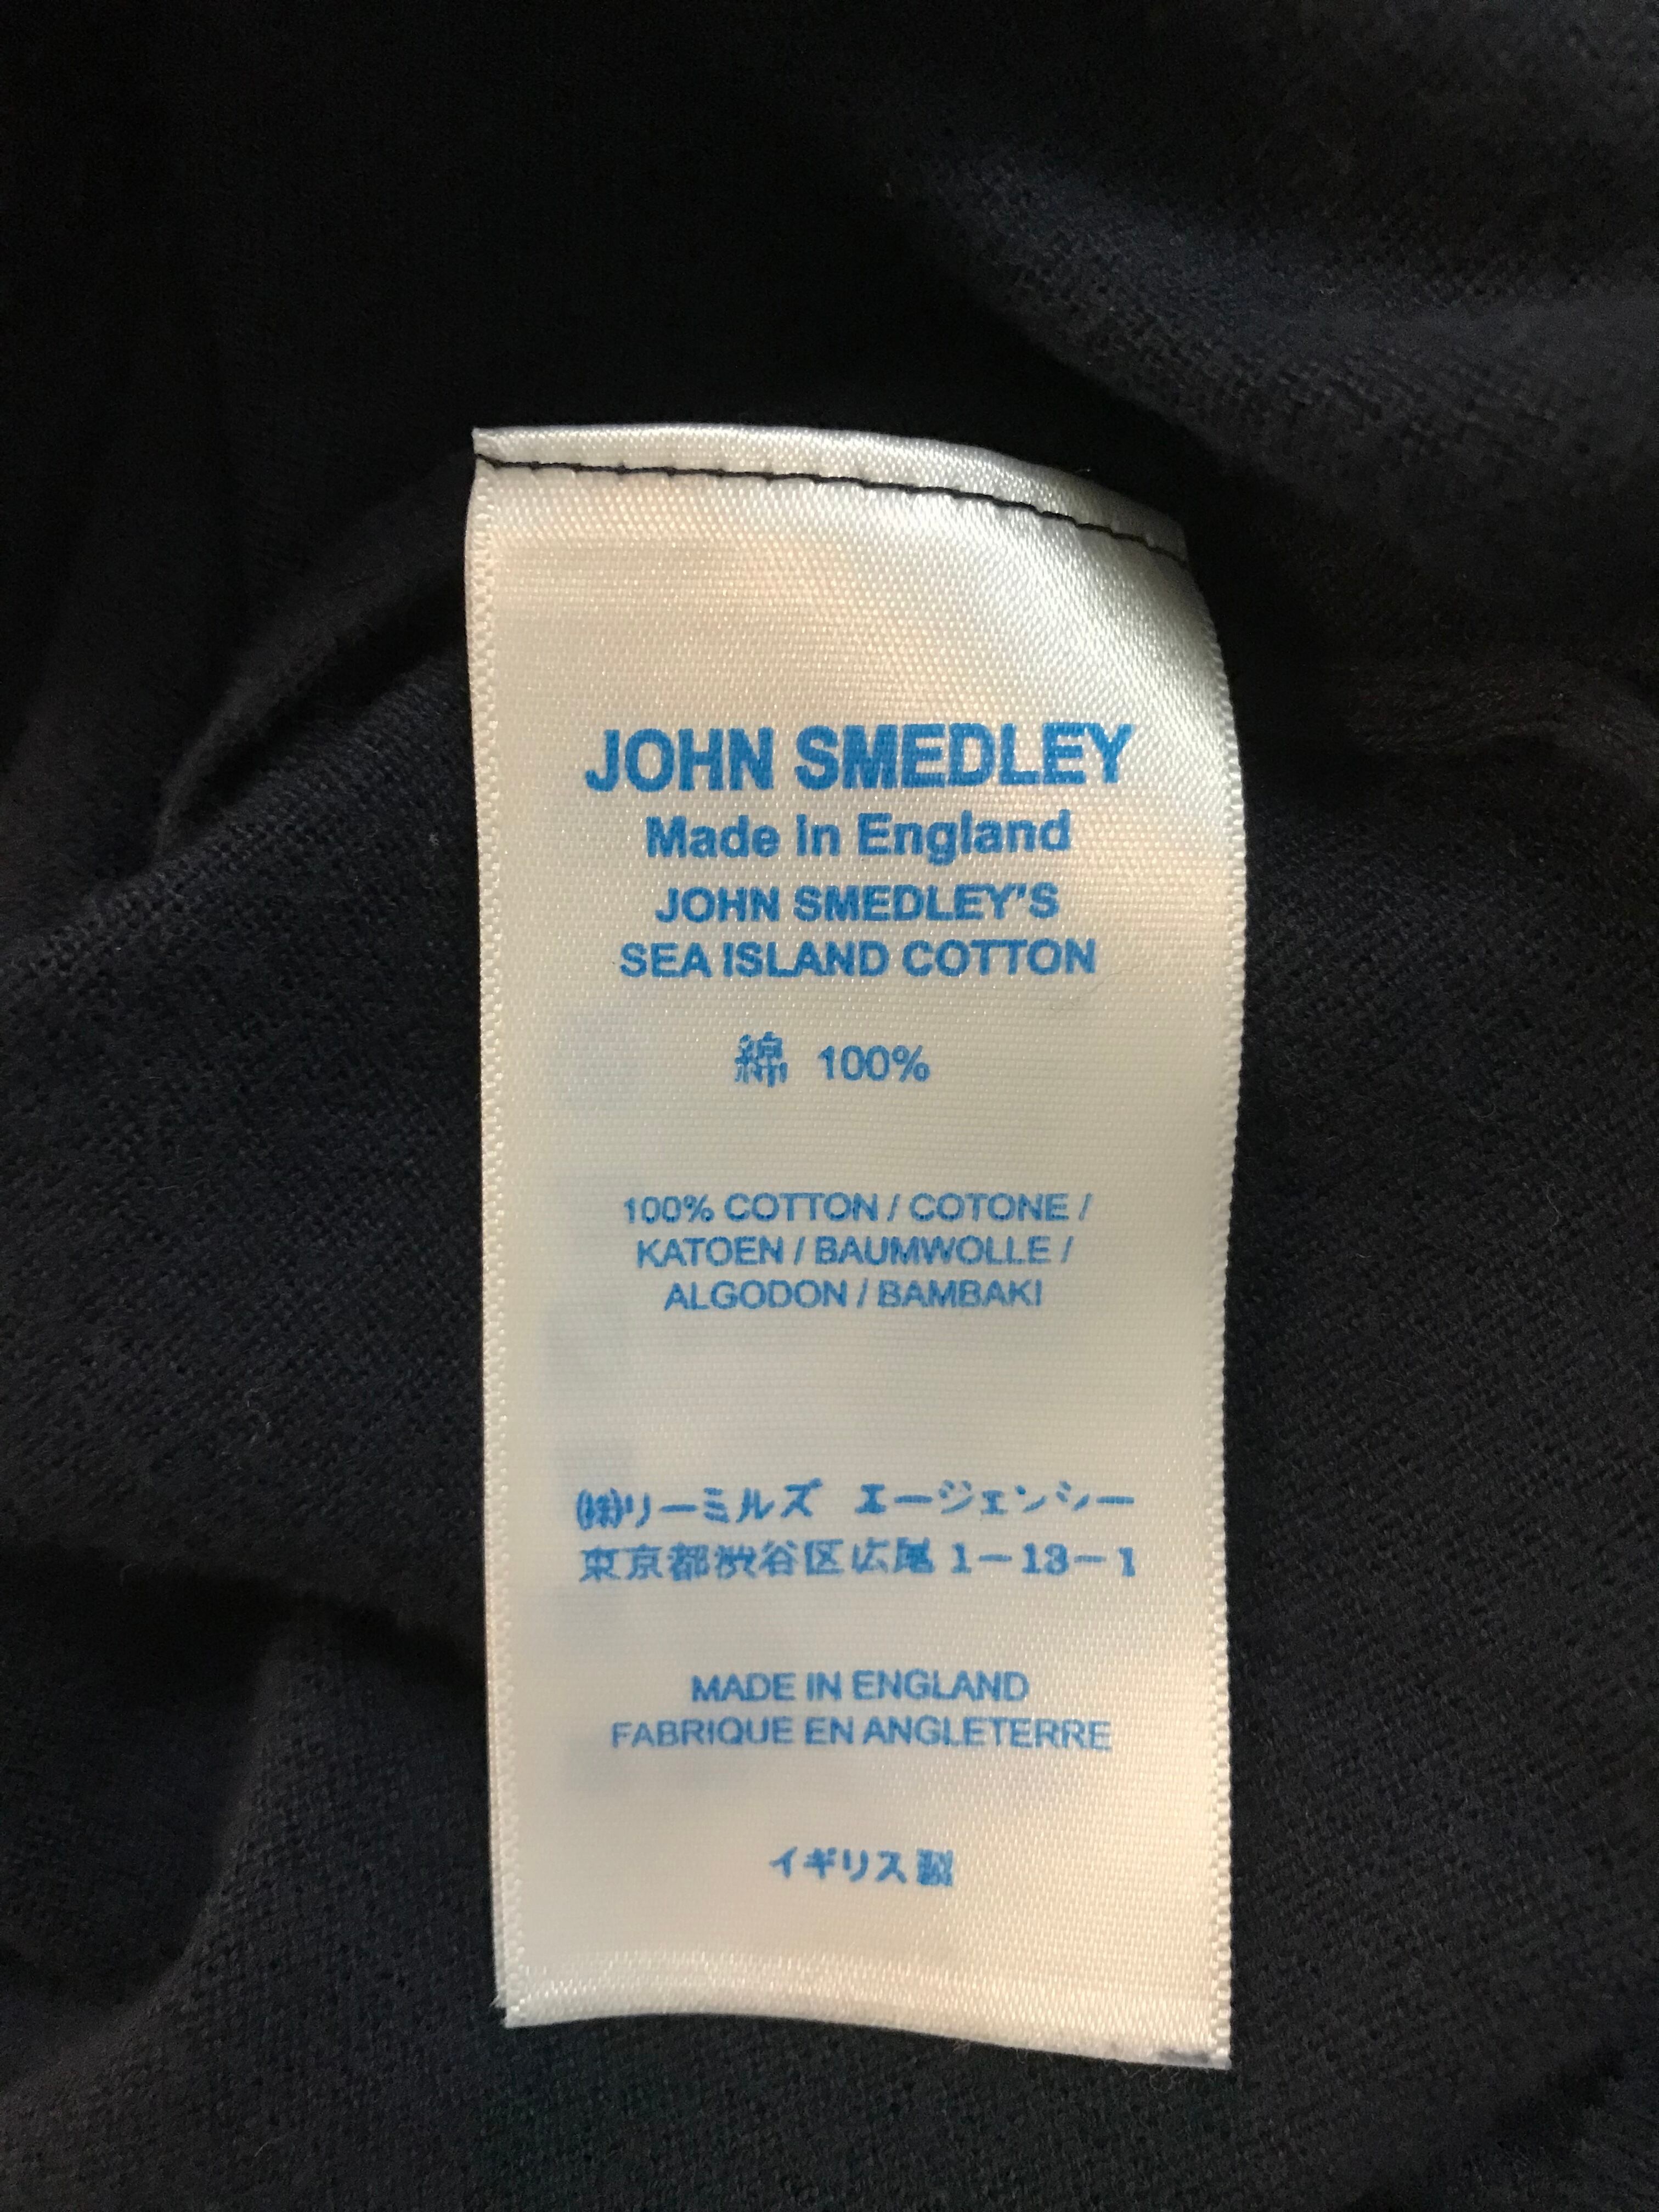 JOHN SMEDLEY
Made in England
JOHN SMEDLEY'S
SEA ISLAND COTTON
綿 100%
100% COTTON / COTONE /
KATOEN / BAUMWOLLE /
ALGODON / BAMBAKI
㈱リーミルズ エージェンシー
東京都渋谷区広尾1-13-1
MADE IN ENGLAND
FABRIQUE EN ANGLETERRE
イギリス製